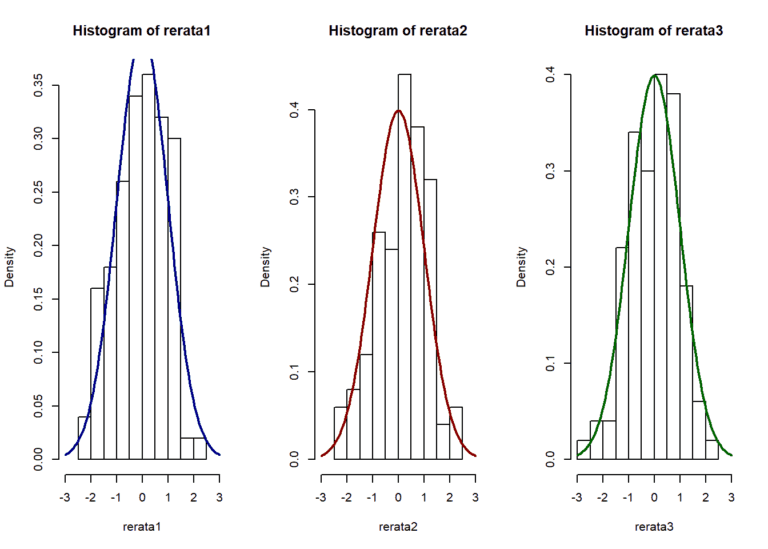 Histogram of rerata1
Density
0.35
0.30
0.25
0.20
0.15
0.10
0.05
0.00
-3 -2 -1 0 1 2 3
rerata1
Histogram of rerata2
Density
0.4
0.3
0.2
0.1
0.0
-3 -2 -1 0 1 2 3
rerata2
Histogram of rerata3
Density
0.4
0.3
0.2
0.1
0.0
-3 -2 -1 0 1 2 3
rerata3